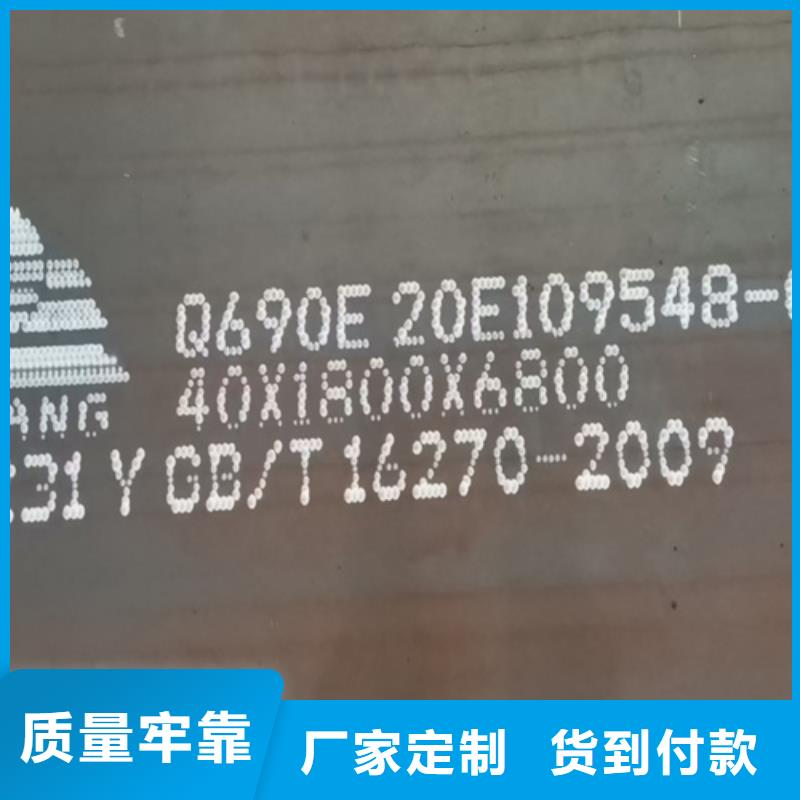 Q690E 20E109548-
40X1800X6800
ANG
31 Y GB/T 16270-2009
质量牢靠
厂家定制 货到付款